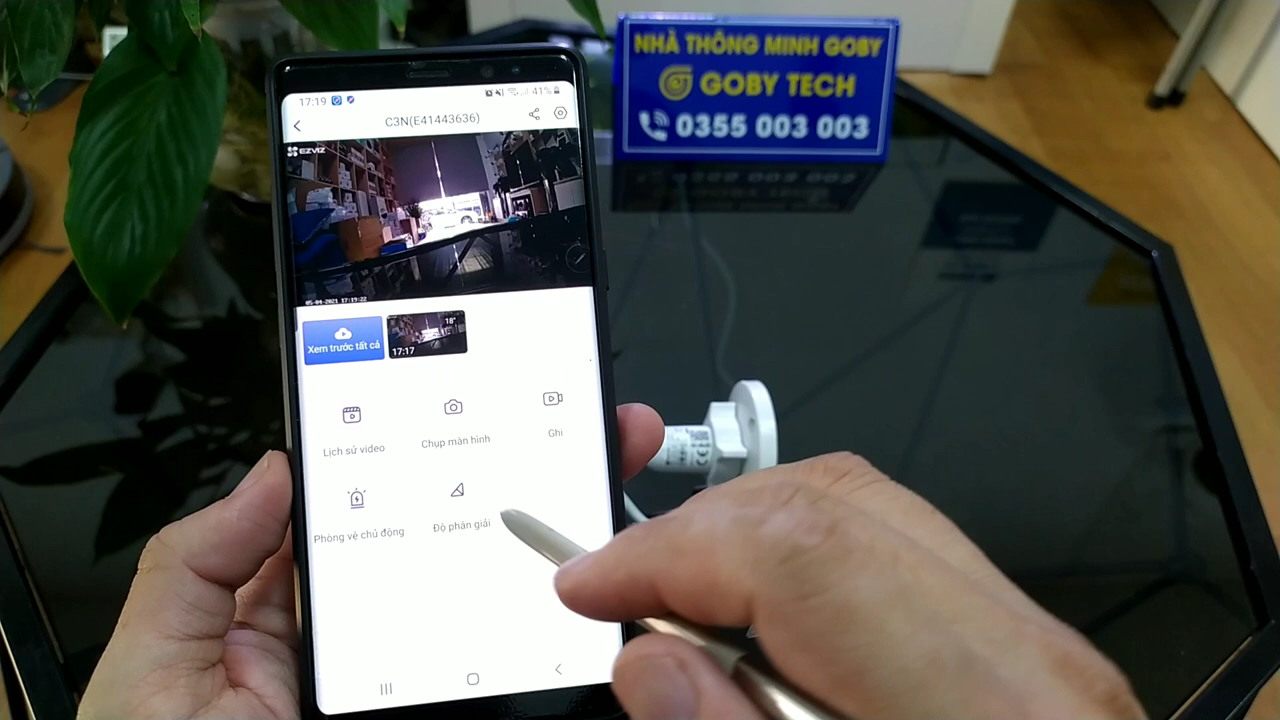 NHÀ THÔNG MINH GOBY
GOBY TECH
0355 003 003
17:19
41%
C3N(E41443636)
EZVIZ
05-04-2021 17:19:22
Xem trước tất cả
18"
17:17
Lịch sử video
Chụp màn hình
Ghi
Phòng vệ chủ động
Độ phân giải
CE